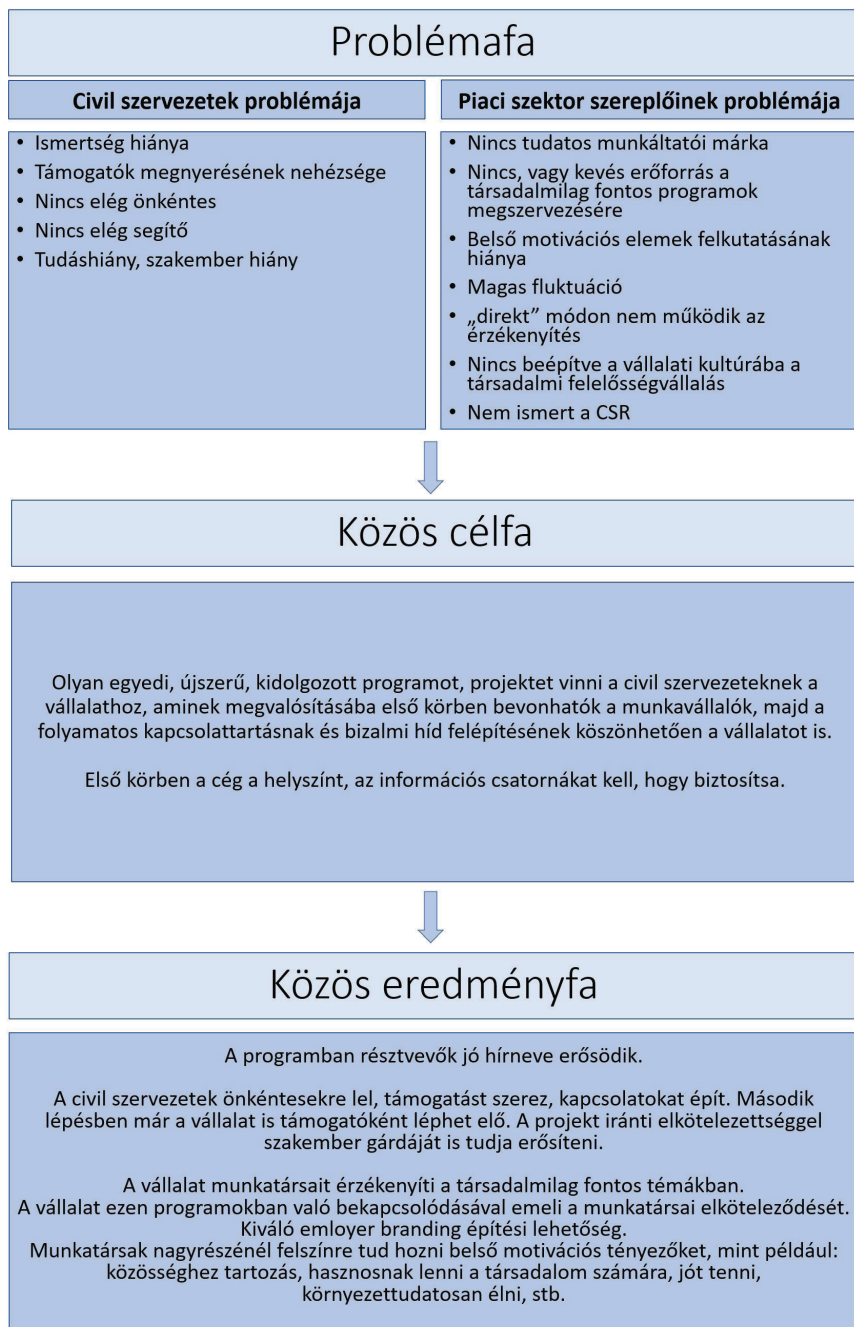 Problémafa
Civil szervezetek problémája
• Ismertség hiánya
• Támogatók megnyerésének nehézsége
• Nincs elég önkéntes
• Nincs elég segítő
• Tudáshiány, szakember hiány
Piaci szektor szereplőinek problémája
• Nincs tudatos munkáltatói márka
• Nincs, vagy kevés erőforrás a
társadalmilag fontos programok
megszervezésére
• Belső motivációs elemek felkutatásának
hiánya
• Magas fluktuáció
• „direkt” módon nem működik az
érzékenyítés
• Nincs beépítve a vállalati kultúrába a
társadalmi felelősségvállalás
• Nem ismert a CSR
Közös célfa
Olyan egyedi, újszerű, kidolgozott programot, projektet vinni a civil szervezeteknek a
vállalathoz, aminek megvalósításába első körben bevonhatók a munkavállalók, majd a
folyamatos kapcsolattartásnak és bizalmi híd felépítésének köszönhetően a vállalatot is.
Első körben a cég a helyszínt, az információs csatornákat kell, hogy biztosítsa.
Közös eredményfa
A programban résztvevők jó hírneve erősödik.
A civil szervezetek önkéntesekre lel, támogatást szerez, kapcsolatokat épít. Második
lépésben már a vállalat is támogatóként léphet elő. A projekt iránti elkötelezettséggel
szakember gárdáját is tudja erősíteni.
A vállalat munkatársait érzékenyíti a társadalmilag fontos témákban.
A vállalat ezen programokban való bekapcsolódásával emeli a munkatársai elköteleződését.
Kiváló emloyer branding építési lehetőség.
Munkatársak nagyrészénél felszínre tud hozni belső motivációs tényezőket, mint például:
közösséghez tartozás, hasznosnak lenni a társadalom számára, jót tenni,
környezettudatosan élni, stb.